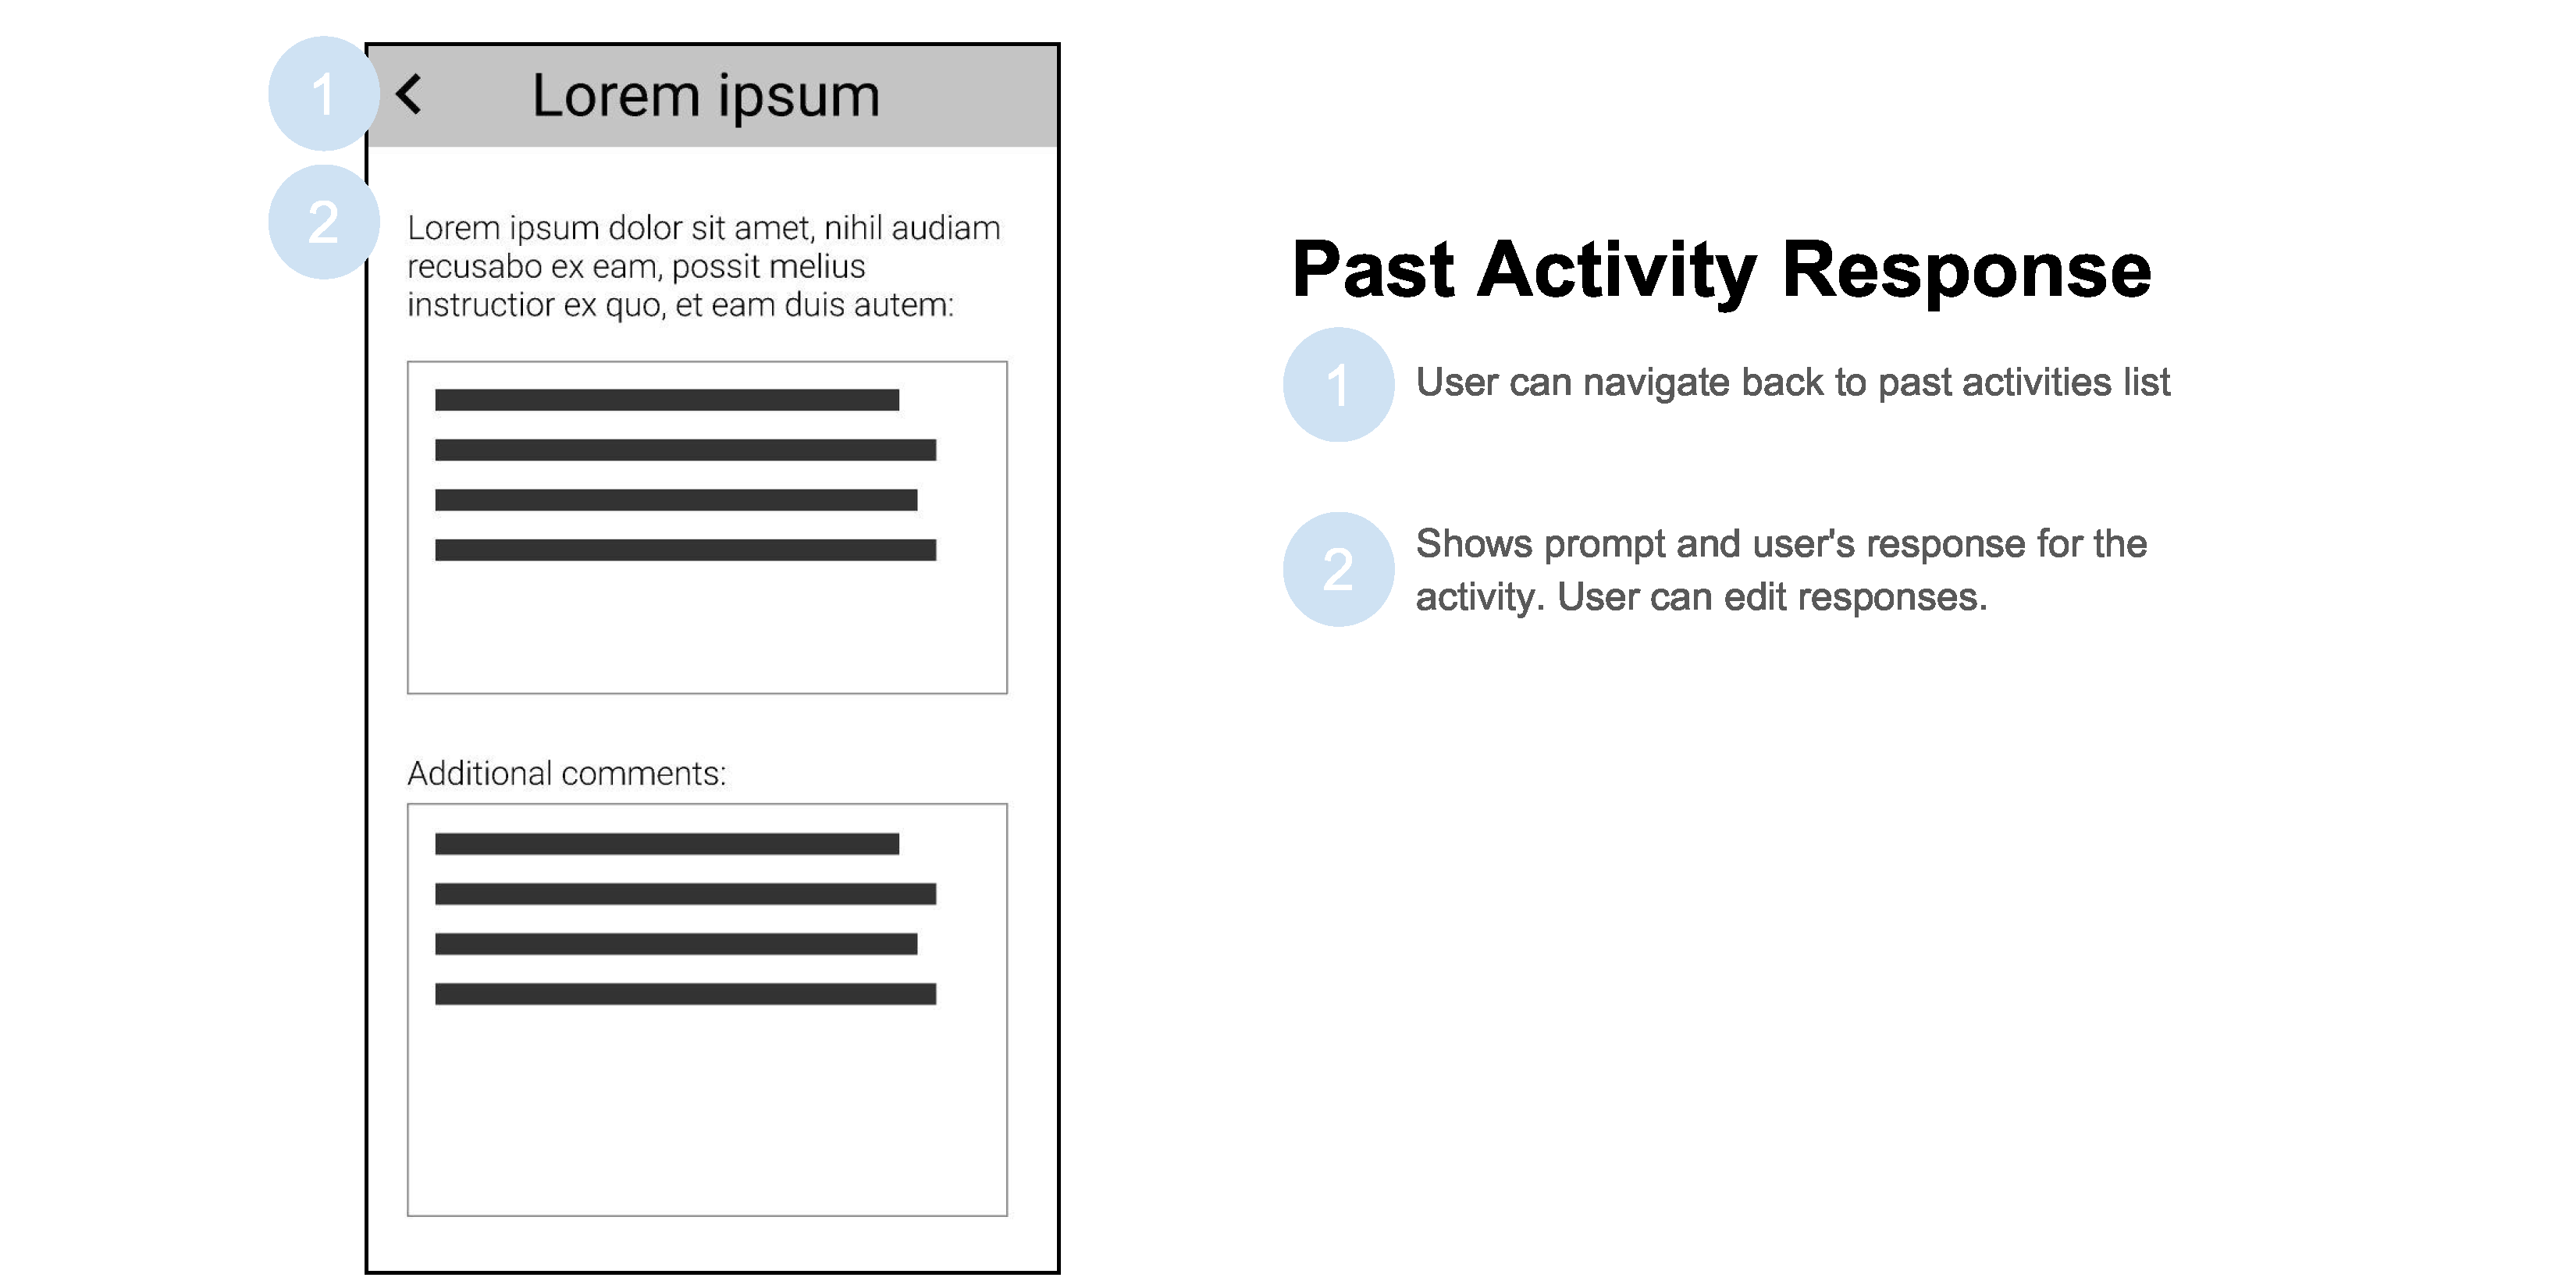 1
Lorem ipsum
2
Lorem ipsum dolor sit amet, nihil audiam
recusabo ex eam, possit melius
instructior ex quo, et eam duis autem:
Additional comments:
Past Activity Response
1
User can navigate back to past activities list
2
Shows prompt and user's response for the
activity. User can edit responses.